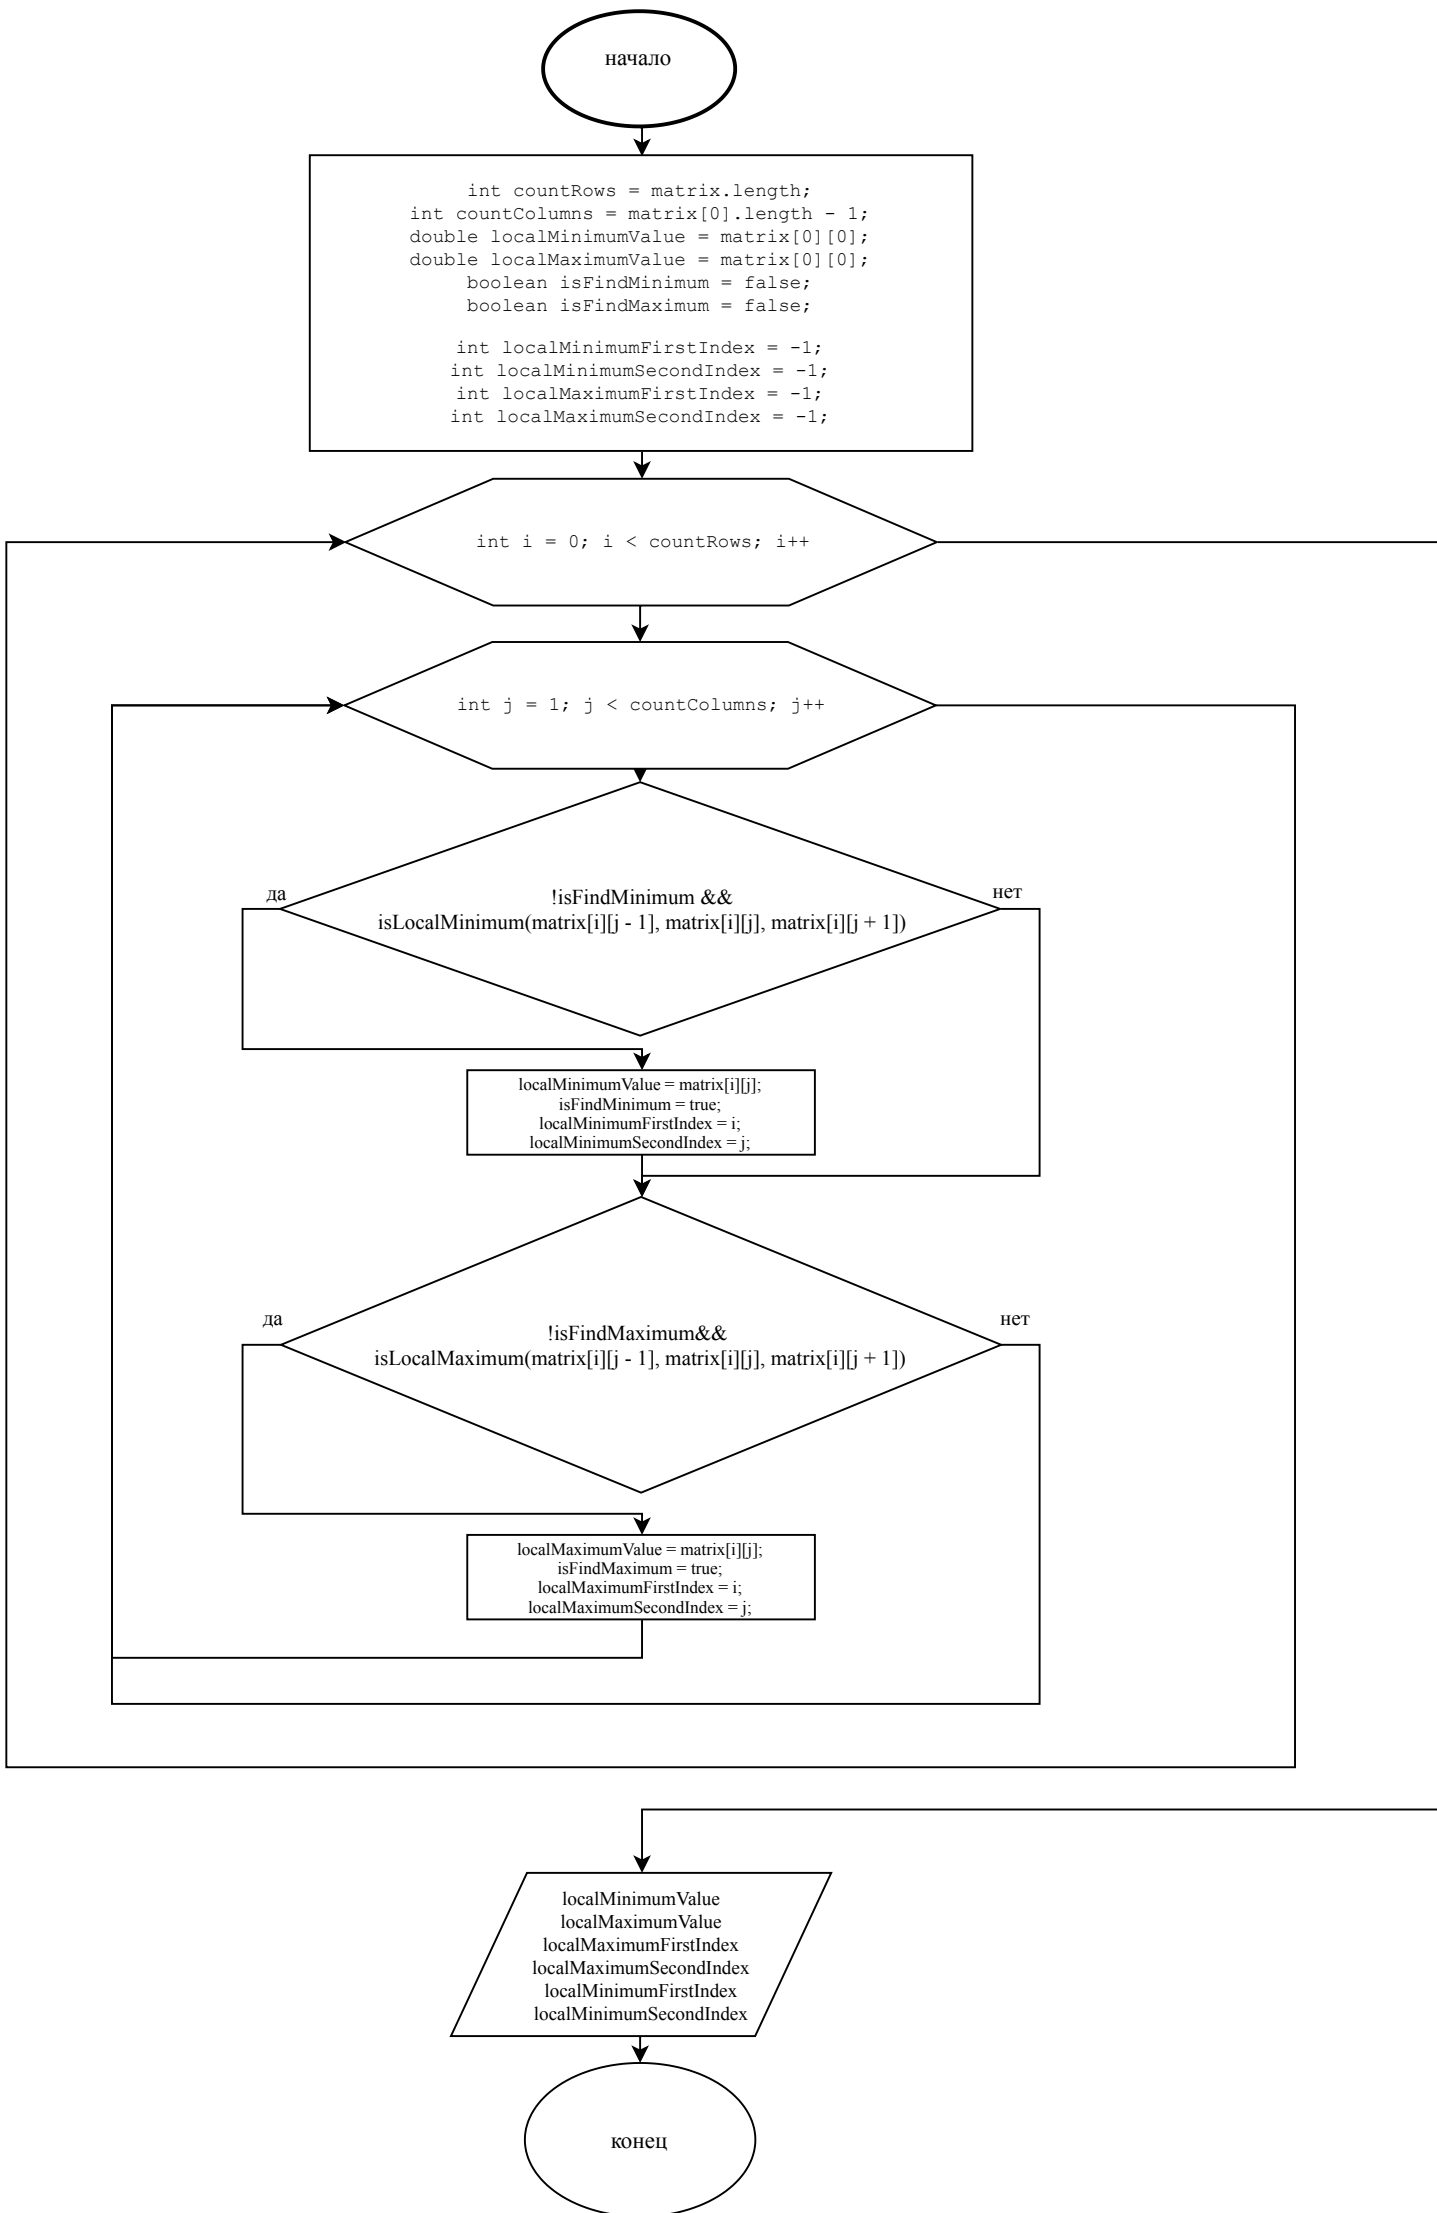 начало
int countRows = matrix.length;
int countColumns = matrix[0].length - 1;
double localMinimumValue = matrix[0][0];
double localMaximumValue = matrix[0][0];
boolean isFindMinimum = false;
boolean isFindMaximum = false;
int localMinimumFirstIndex = -1;
int localMinimumSecondIndex = -1;
int localMaximumFirstIndex = -1;
int localMaximumSecondIndex = -1;
int i = 0; i < countRows; i++
int j = 1; j < countColumns; j++
да
нет
!isFindMinimum &&
isLocalMinimum(matrix[i][j - 1], matrix[i][j], matrix[i][j + 1])
localMinimumValue = matrix[i][j];
isFindMinimum = true;
localMinimumFirstIndex = i;
localMinimumSecondIndex = j;
да
нет
!isFindMaximum&&
isLocalMaximum(matrix[i][j - 1], matrix[i][j], matrix[i][j + 1])
localMaximumValue = matrix[i][j];
isFindMaximum = true;
localMaximumFirstIndex = i;
localMaximumSecondIndex = j;
localMinimumValue
localMaximumValue
localMaximumFirstIndex
localMaximumSecondIndex
localMinimumFirstIndex
localMinimumSecondIndex
конец